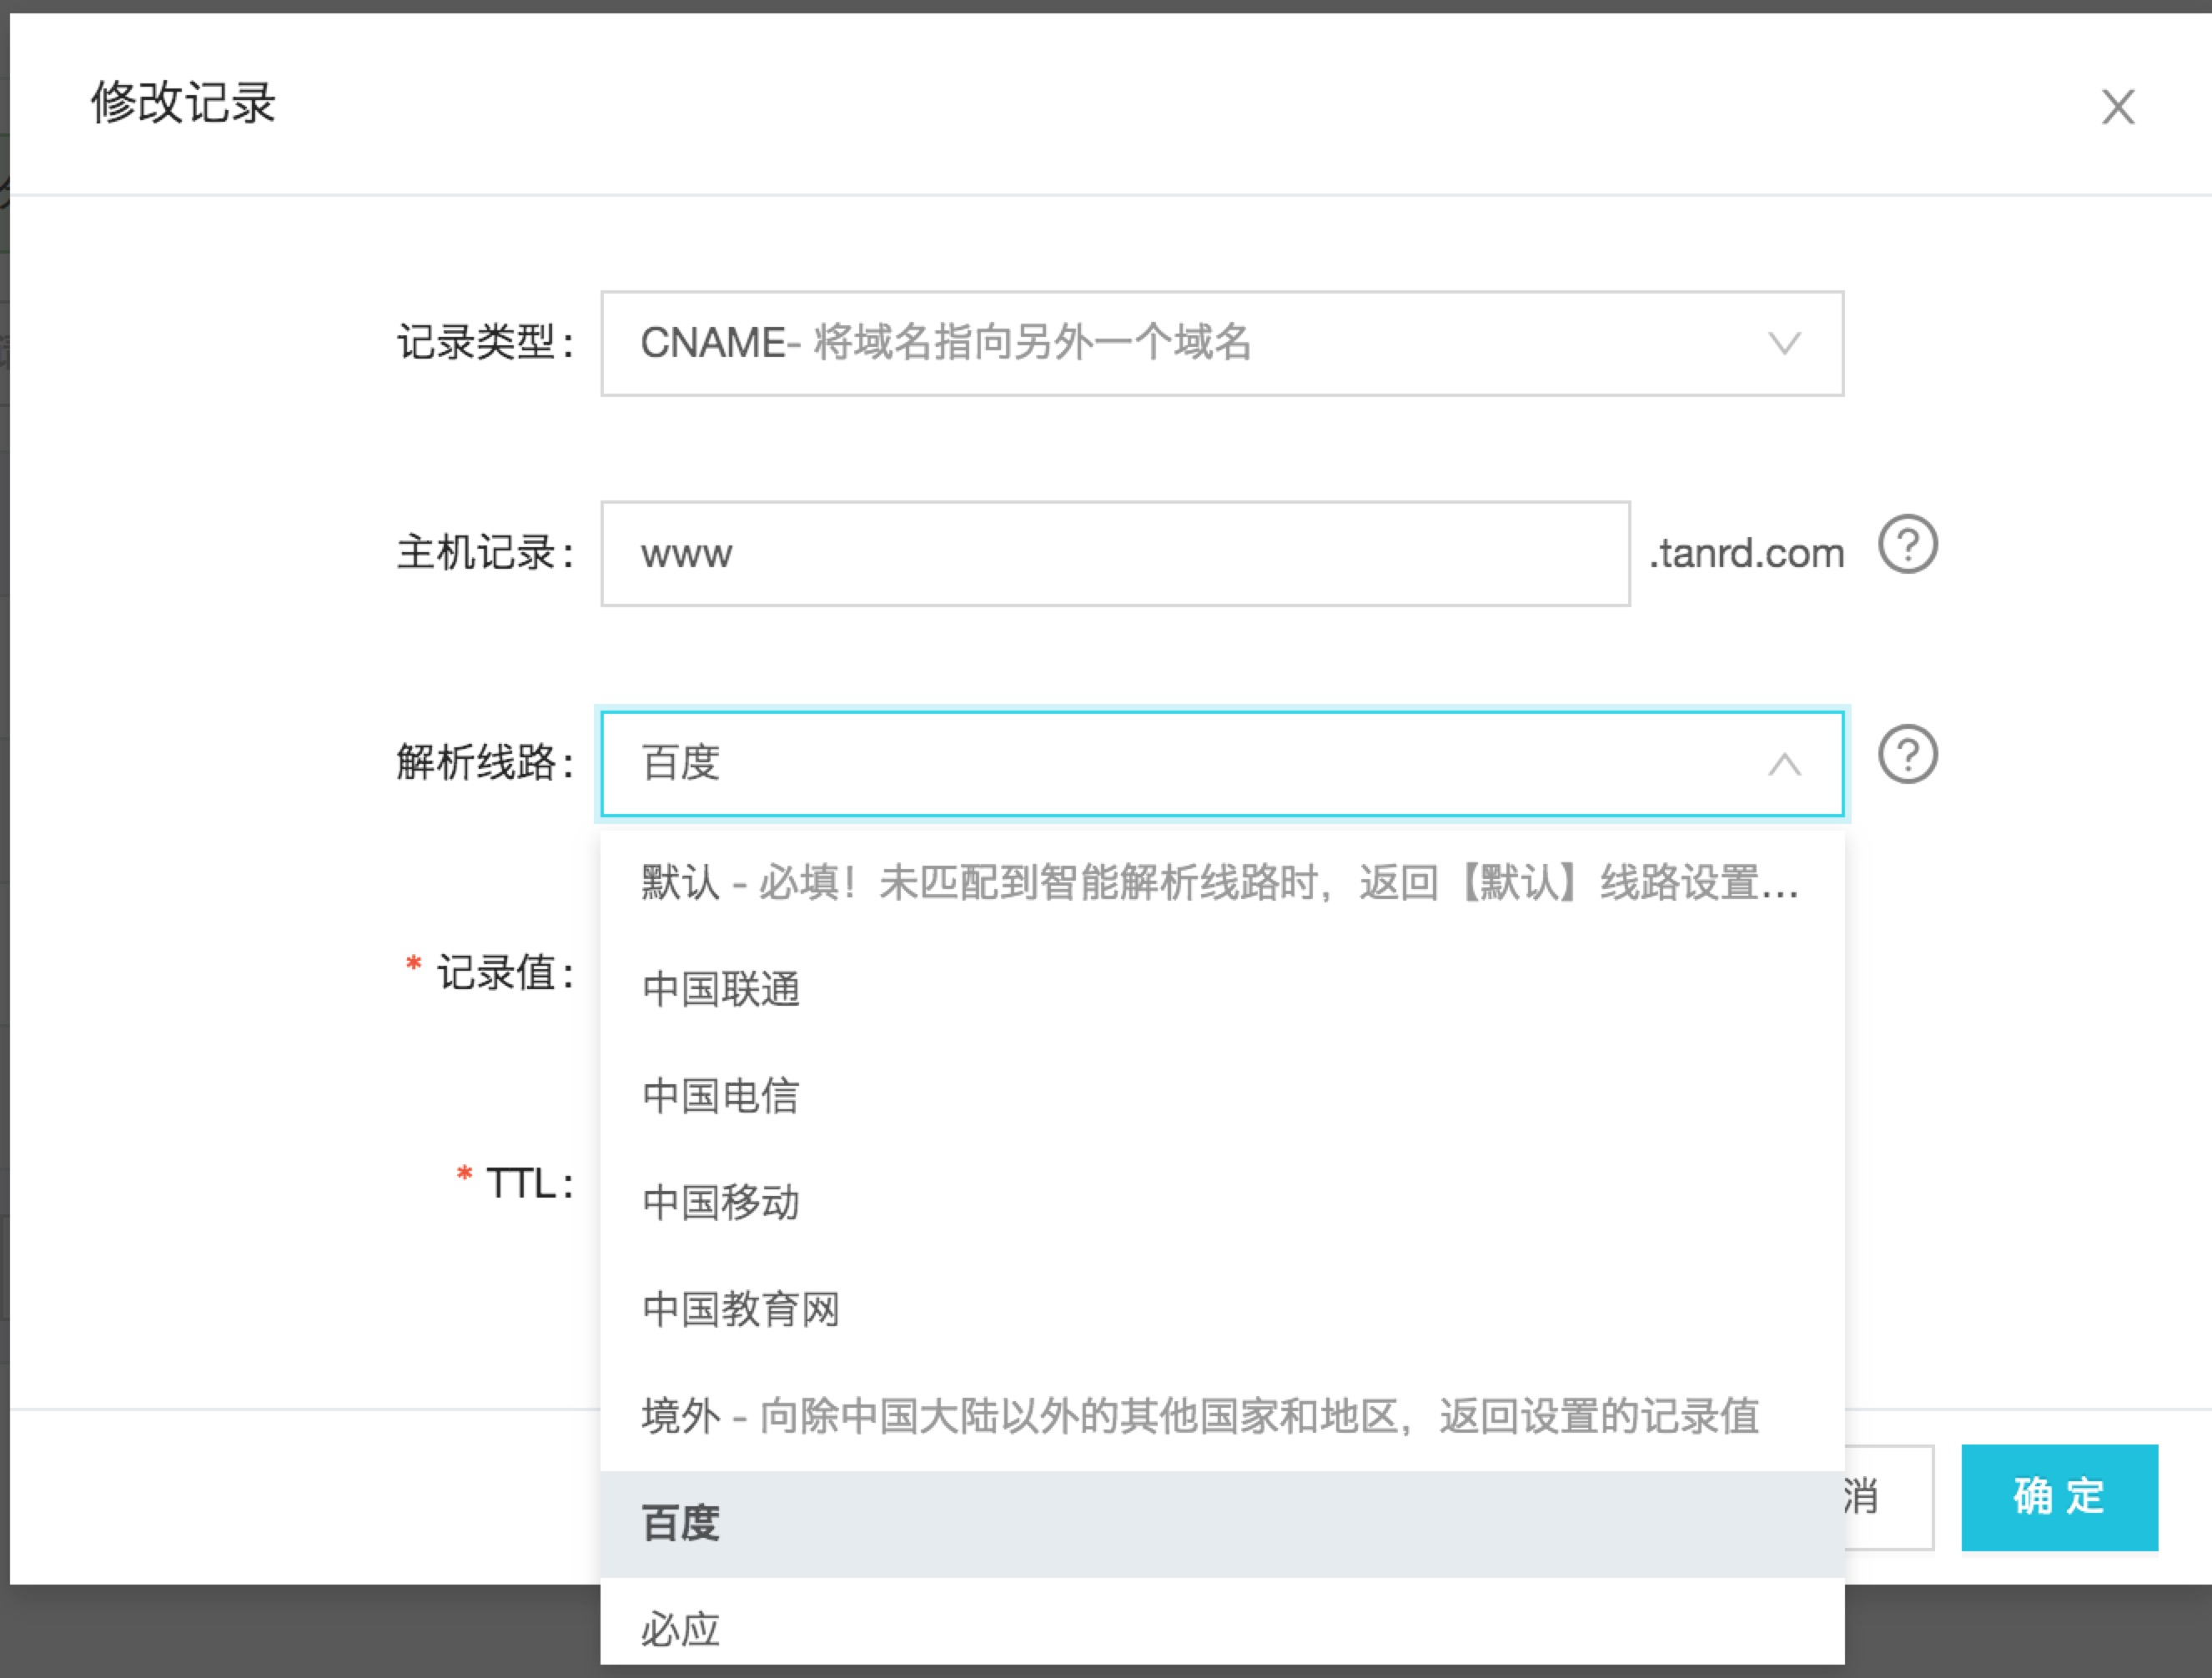 修改记录
记录类型：
CNAME- 将域名指向另外一个域名
主机记录：
www
.tanrd.com
?
解析线路：
百度
?
默认 - 必填！未匹配到智能解析线路时，返回【默认】线路设置...
中国联通
* 记录值：
中国电信
* TTL：
中国移动
中国教育网
境外 - 向除中国大陆以外的其他国家和地区，返回设置的记录值
百度
消
确 定
必应